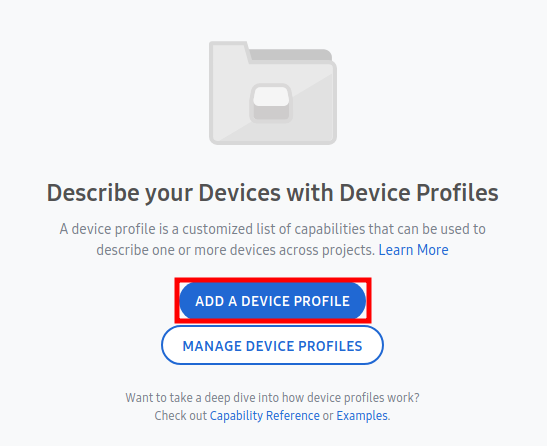 Describe your Devices with Device Profiles
A device profile is a customized list of capabilities that can be used to
describe one or more devices across projects. Learn More
ADD A DEVICE PROFILE
MANAGE DEVICE PROFILES
Want to take a deep dive into how device profiles work?
Check out Capability Reference or Examples.